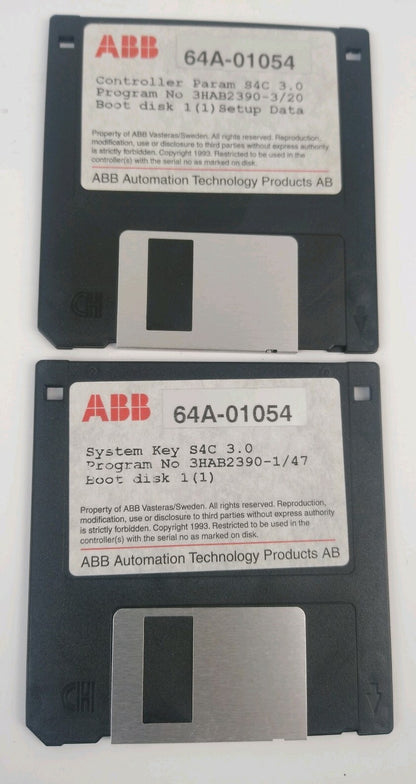 ABB 64A-01054
Controller Param S4C 3.0
Program No 3HAB2390-3/20
Boot disk 1(1) Setup Data
Property of ABB Vasteras/Sweden. All rights reserved. Reproduction,
modification, use or disclosure to third parties without express authority
is strictly forbidden. Copyright 1993. Restricted to be used in the
controller(s) with the serial no as marked on disk.
ABB Automation Technology Products AB
ABB 64A-01054
System Key S4C 3.0
Program No 3HAB2390-1/47
Boot disk 1(1)
Property of ABB Vasteras/Sweden. All rights reserved. Reproduction,
modification, use or disclosure to third parties without express authority
is strictly forbidden. Copyright 1993. Restricted to be used in the
controller(s) with the serial no as marked on disk.
ABB Automation Technology Products AB